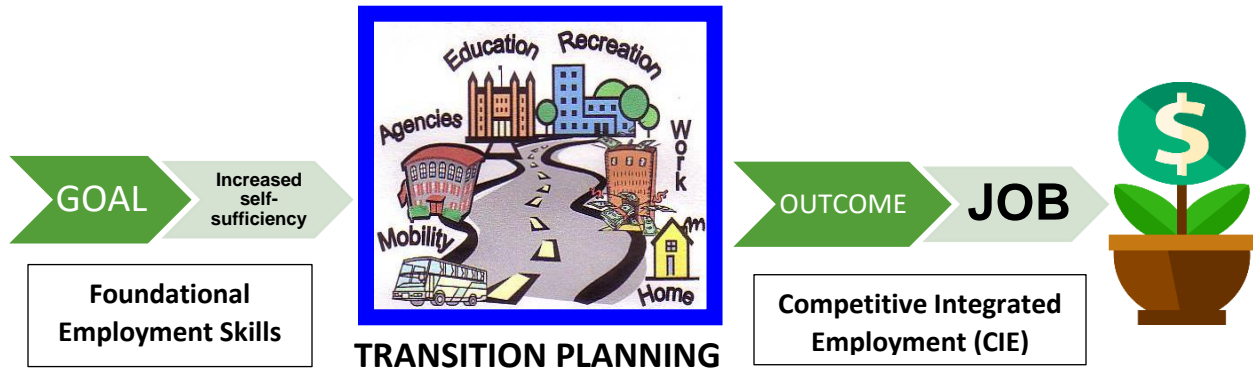 GOAL
Increased
self-
sufficiency
Foundational
Employment Skills
Education
Recreation
Agencies
Work
Mobility
Home
TRANSITION PLANNING
OUTCOME
JOB
Competitive Integrated
Employment (CIE)
$